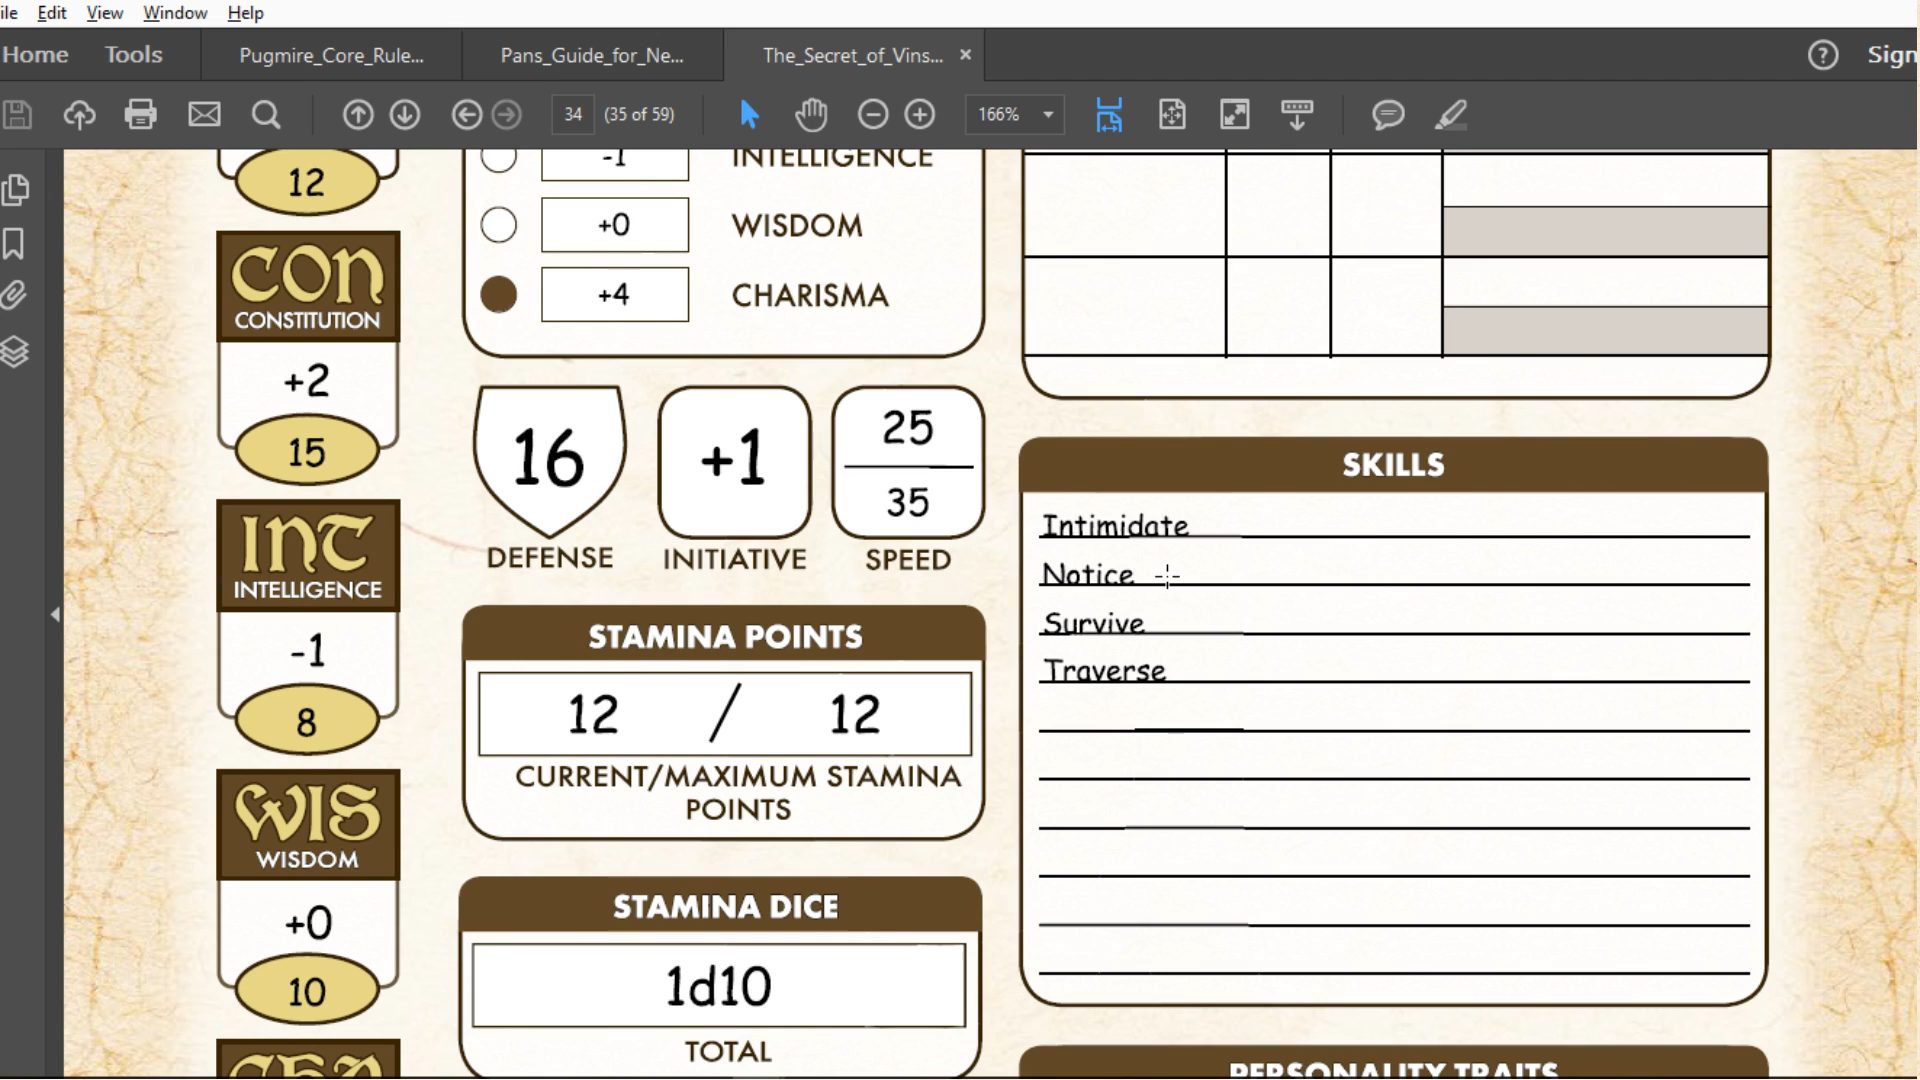 ile Edit View Window Help
Home Tools Pugmire_Core_Rule... Pans_Guide_for_Ne... The_Secret_of_Vins... × ? Sign
34 (35 of 59) 166%
12
-1 INTELLIGENCE
+0 WISDOM
+4 CHARISMA
CON
CONSTITUTION
+2
15
16
DEFENSE
+1
INITIATIVE
25
35
SPEED
INT
INTELLIGENCE
-1
8
STAMINA POINTS
12 / 12
CURRENT/MAXIMUM STAMINA
POINTS
WIS
WISDOM
+0
10
STAMINA DICE
1d10
TOTAL
CHA
SKILLS
Intimidate
Notice
Survive
Traverse
PERSONALITY TRAITS